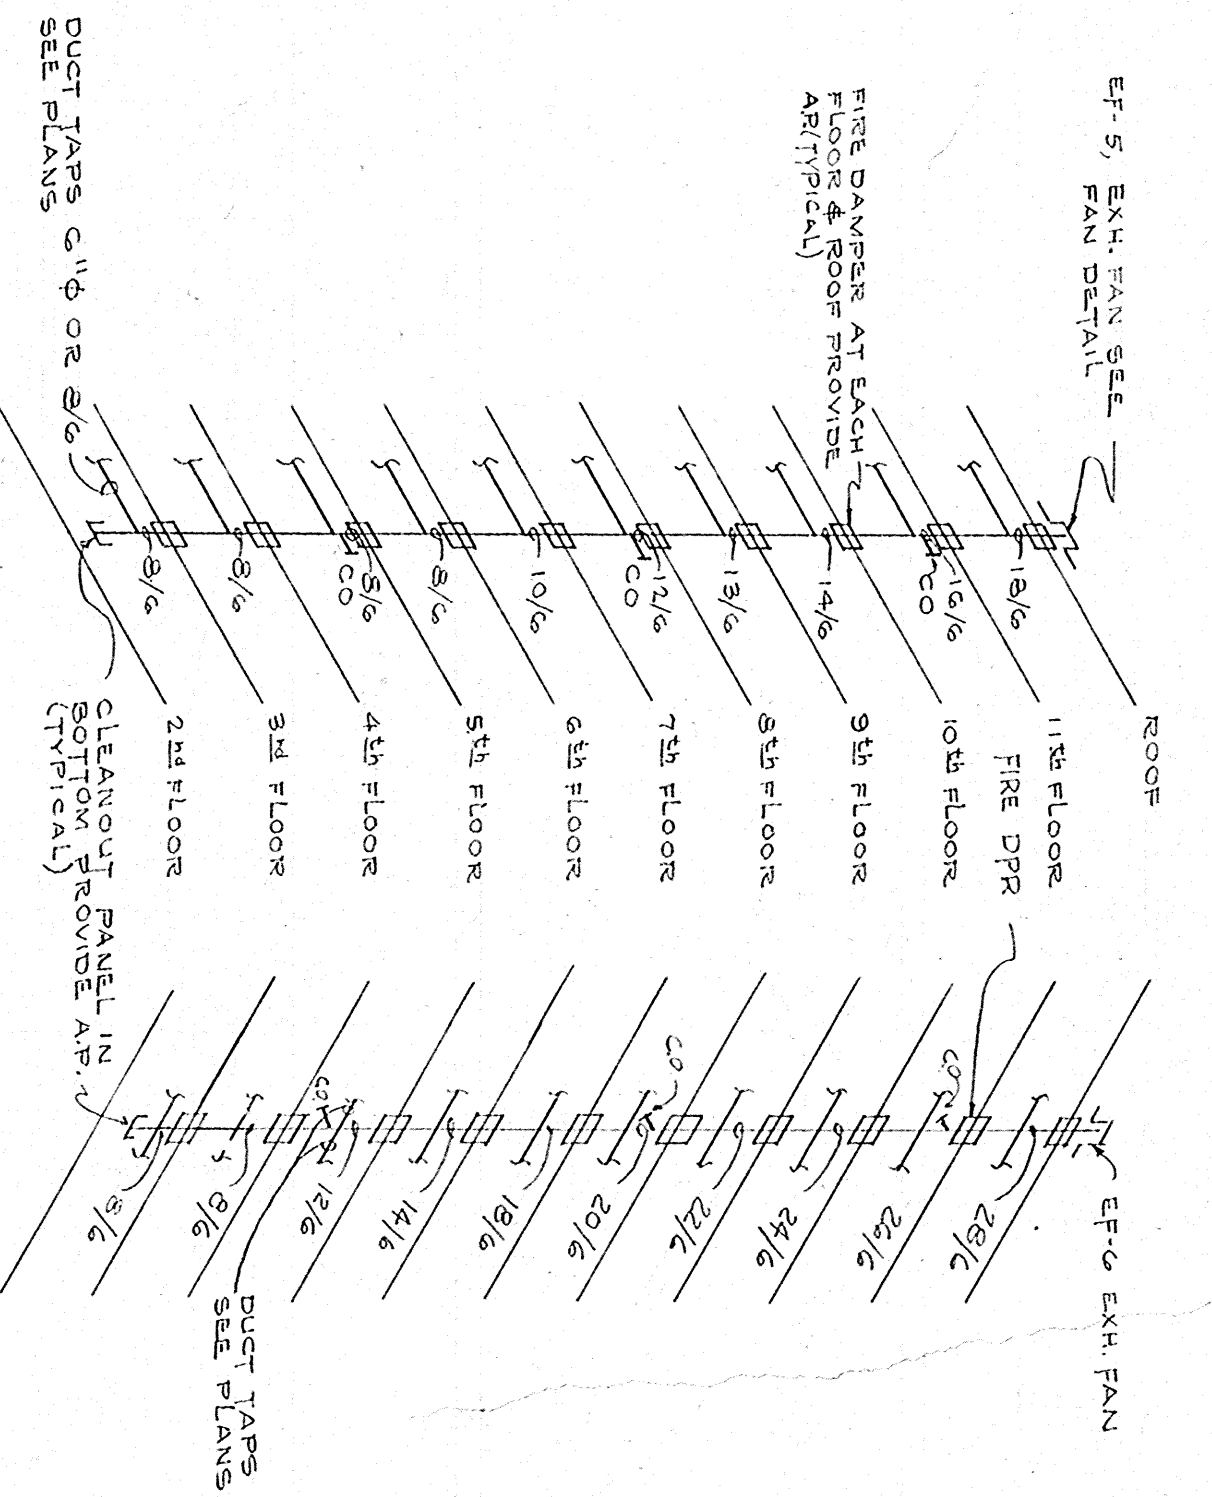 EF-5, EXH. FAN SEE
FAN DETAIL
FIRE DAMPER AT EACH
FLOOR & ROOF PROVIDE
AP.(TYPICAL)
DUCT TAPS 6"φ OR 8/6
SEE PLANS
18/6
16/6
CO
14/6
13/6
12/6
CO
10/6
8/6
8/6
CO
8/6
8/6
ROOF
11th FLOOR
10th FLOOR
9th FLOOR
8th FLOOR
7th FLOOR
6th FLOOR
5th FLOOR
4th FLOOR
3rd FLOOR
2nd FLOOR
FIRE DPR
CLEANOUT PANEL IN
BOTTOM PROVIDE A.P.
(TYPICAL)
EF-6 EXH. FAN
28/6
C.O.
26/6
24/6
22/6
CO
20/6
18/6
14/6
CO
12/6
8/6
8/6
DUCT TAPS
SEE PLANS